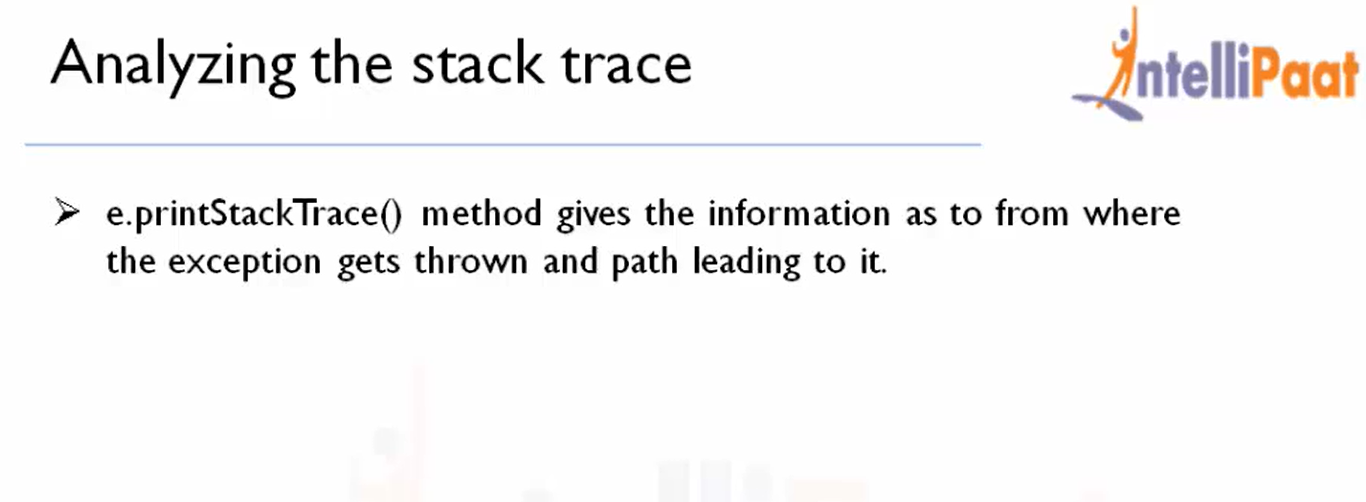 Analyzing the stack trace
IntelliPaat
➢ e.printStackTrace() method gives the information as to from where
the exception gets thrown and path leading to it.